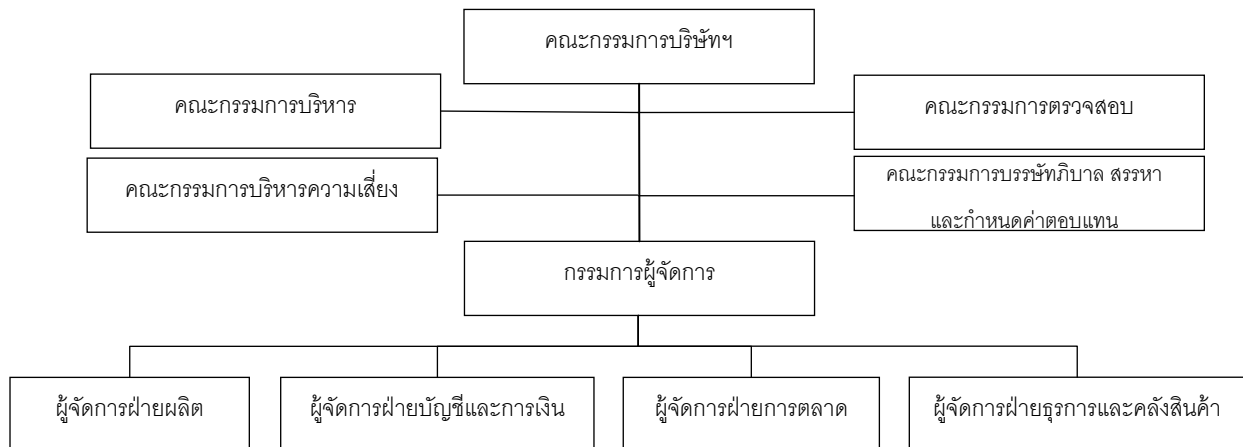 คณะกรรมการบริษัทฯ
คณะกรรมการบริหาร
คณะกรรมการตรวจสอบ
คณะกรรมการบริหารความเสี่ยง
คณะกรรมการบรรษัทภิบาล สรรหา
และกำหนดค่าตอบแทน
กรรมการผู้จัดการ
ผู้จัดการฝ่ายผลิต
ผู้จัดการฝ่ายบัญชีและการเงิน
ผู้จัดการฝ่ายการตลาด
ผู้จัดการฝ่ายธุรการและคลังสินค้า